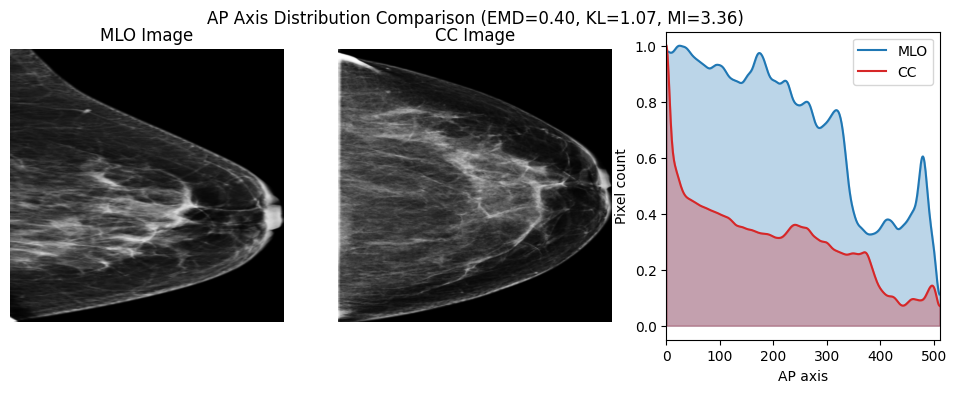 AP Axis Distribution Comparison (EMD=0.40, KL=1.07, MI=3.36)
MLO Image
CC Image
MLO
CC
Pixel count
1.0
0.8
0.6
0.4
0.2
0.0
0 100 200 300 400 500
AP axis